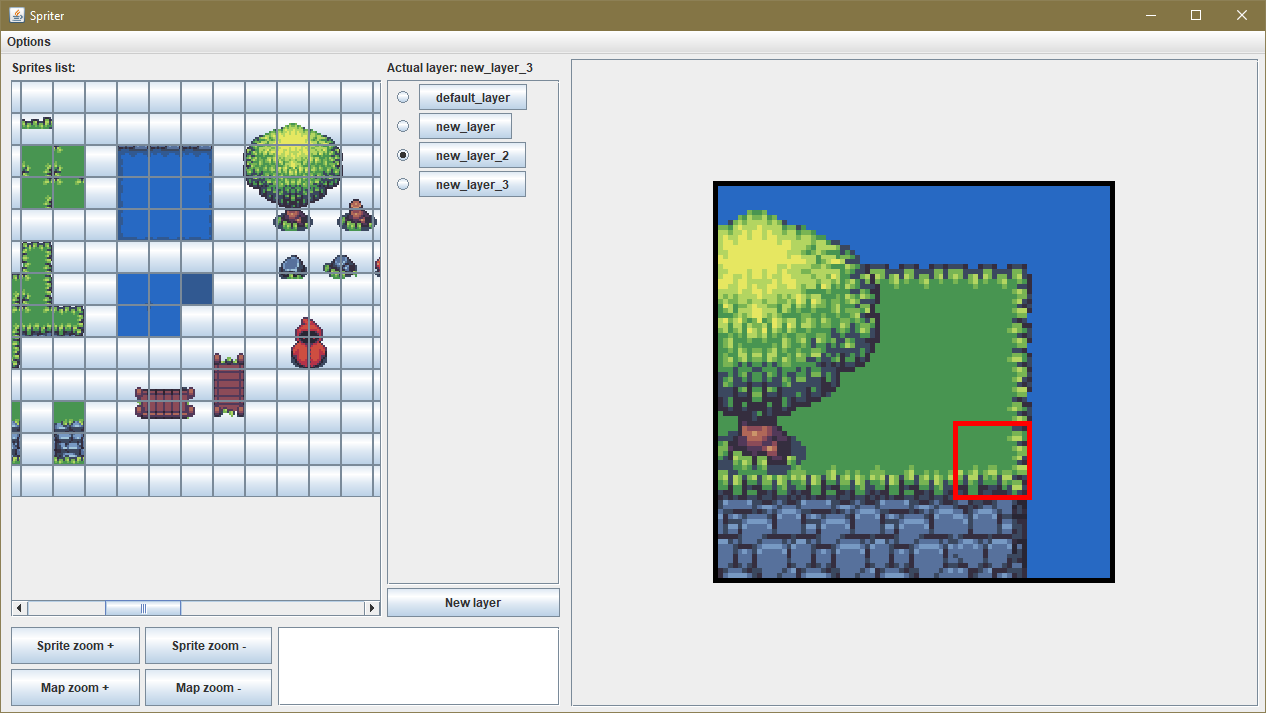 Spriter
Options
Sprites list:
Actual layer: new_layer_3
default_layer
new_layer
new_layer_2
new_layer_3
New layer
Sprite zoom +
Sprite zoom -
Map zoom +
Map zoom -